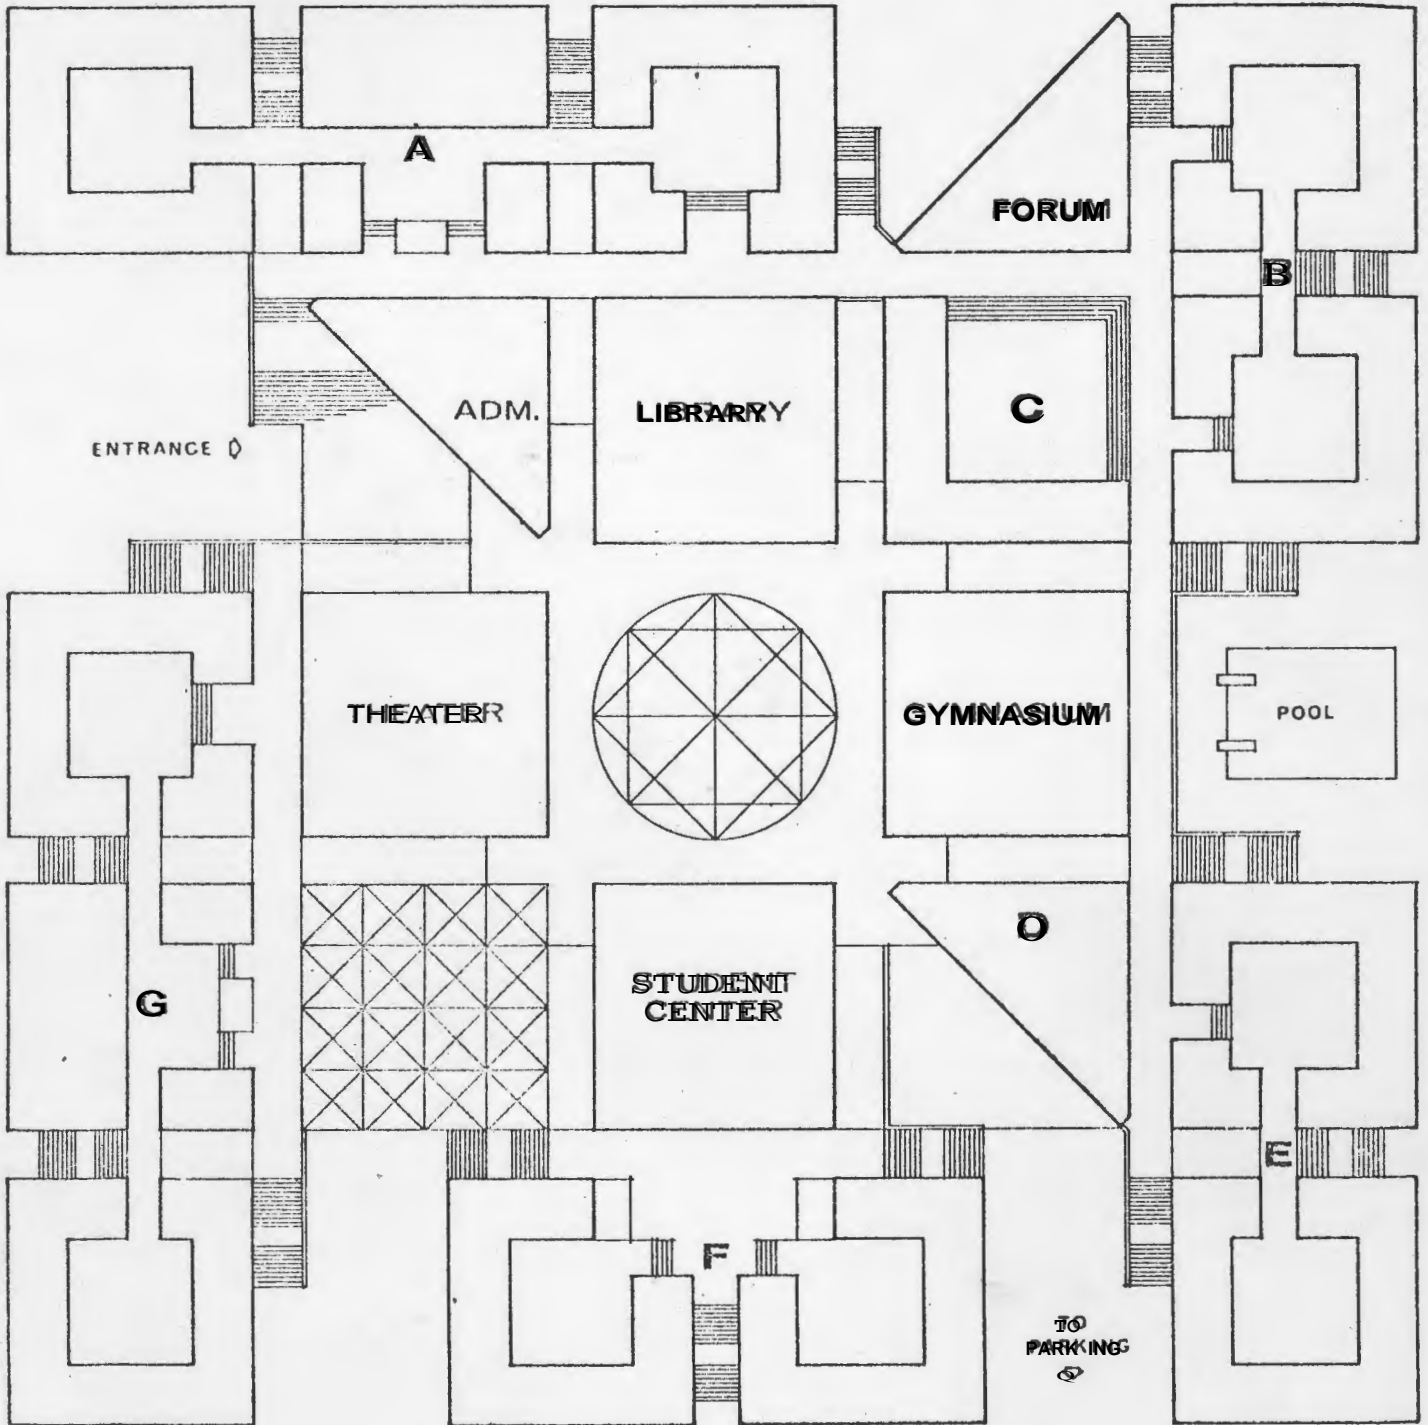 A
FORUM
B
ADM.
LIBRARY
C
ENTRANCE
THEATER
GYMNASIUM
POOL
D
STUDENT
CENTER
G
E
F
TO
PARKING